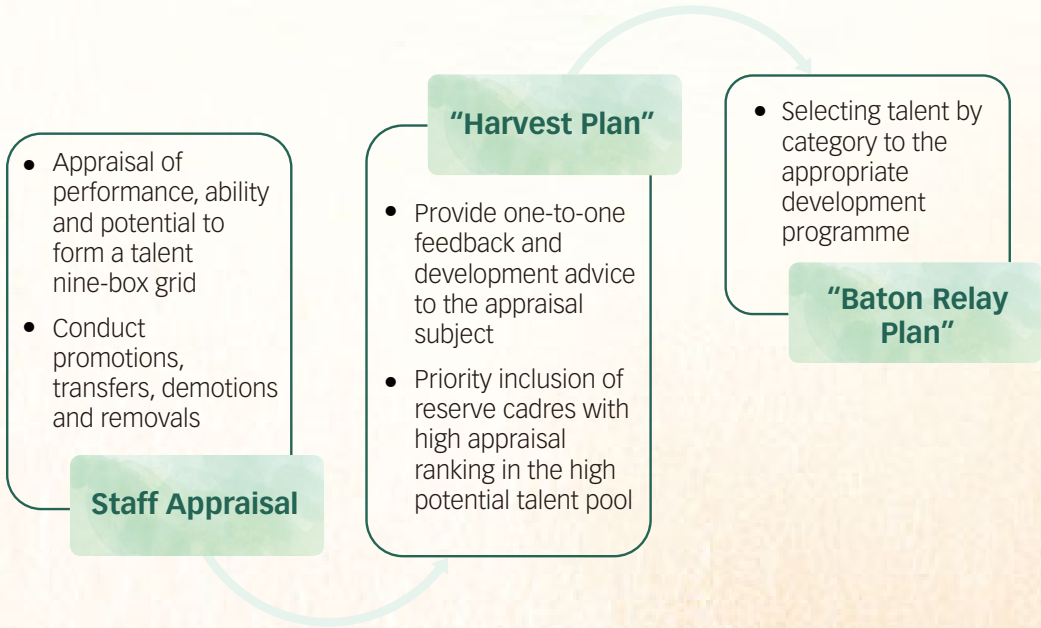 • Appraisal of
performance, ability
and potential to
form a talent
nine-box grid
• Conduct
promotions,
transfers, demotions
and removals
Staff Appraisal
“Harvest Plan”
• Provide one-to-one
feedback and
development advice
to the appraisal
subject
• Priority inclusion of
reserve cadres with
high appraisal
ranking in the high
potential talent pool
• Selecting talent by
category to the
appropriate
development
programme
“Baton Relay
Plan”